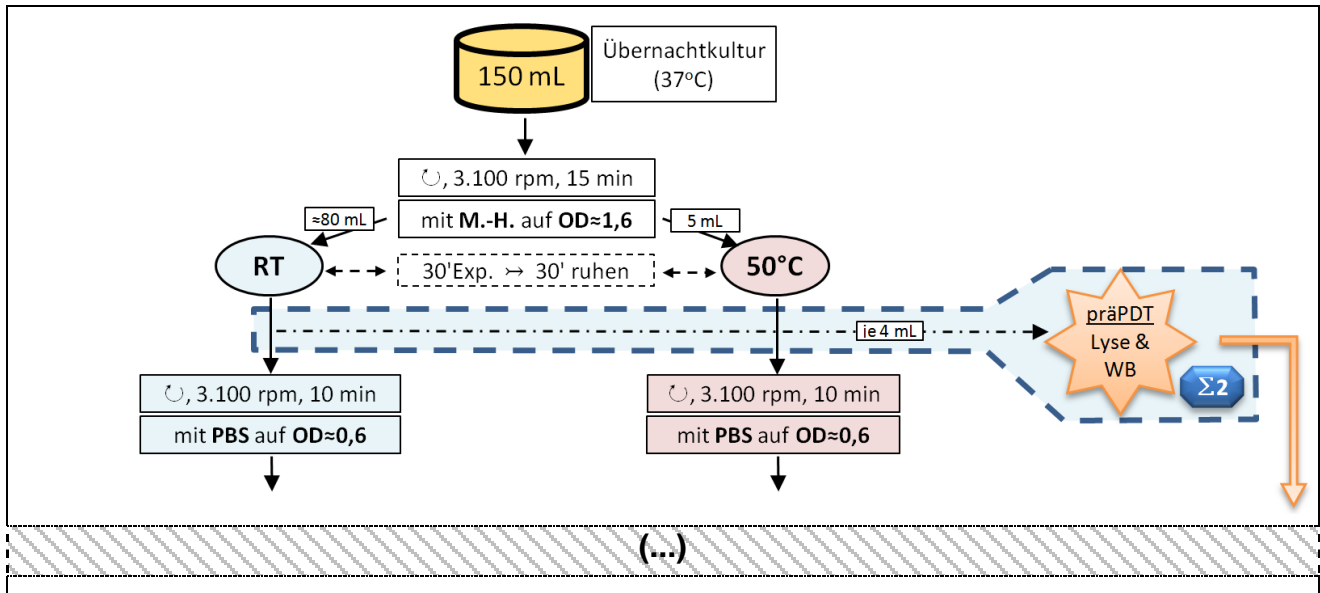 150 mL
Übernachtkultur
(37°C)
↻, 3.100 rpm, 15 min
mit M.-H. auf OD≈1,6
≈80 mL
5 mL
RT
30'Exp. ↣ 30' ruhen
50°C
je 4 mL
präPDT
Lyse &
WB
Σ2
↻, 3.100 rpm, 10 min
mit PBS auf OD≈0,6
↻, 3.100 rpm, 10 min
mit PBS auf OD≈0,6
(...)